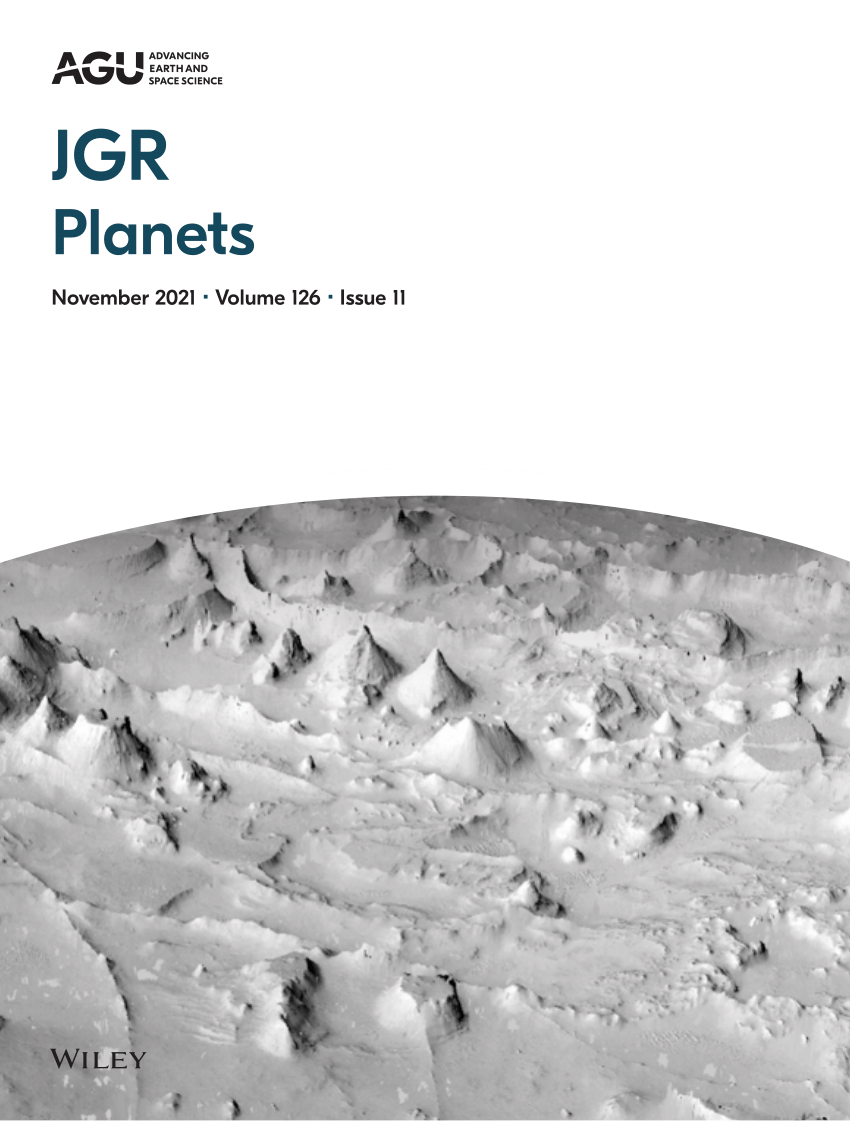 AGU
ADVANCING
EARTH AND
SPACE SCIENCE
JGR
Planets
November 2021 · Volume 126 · Issue 11
WILEY